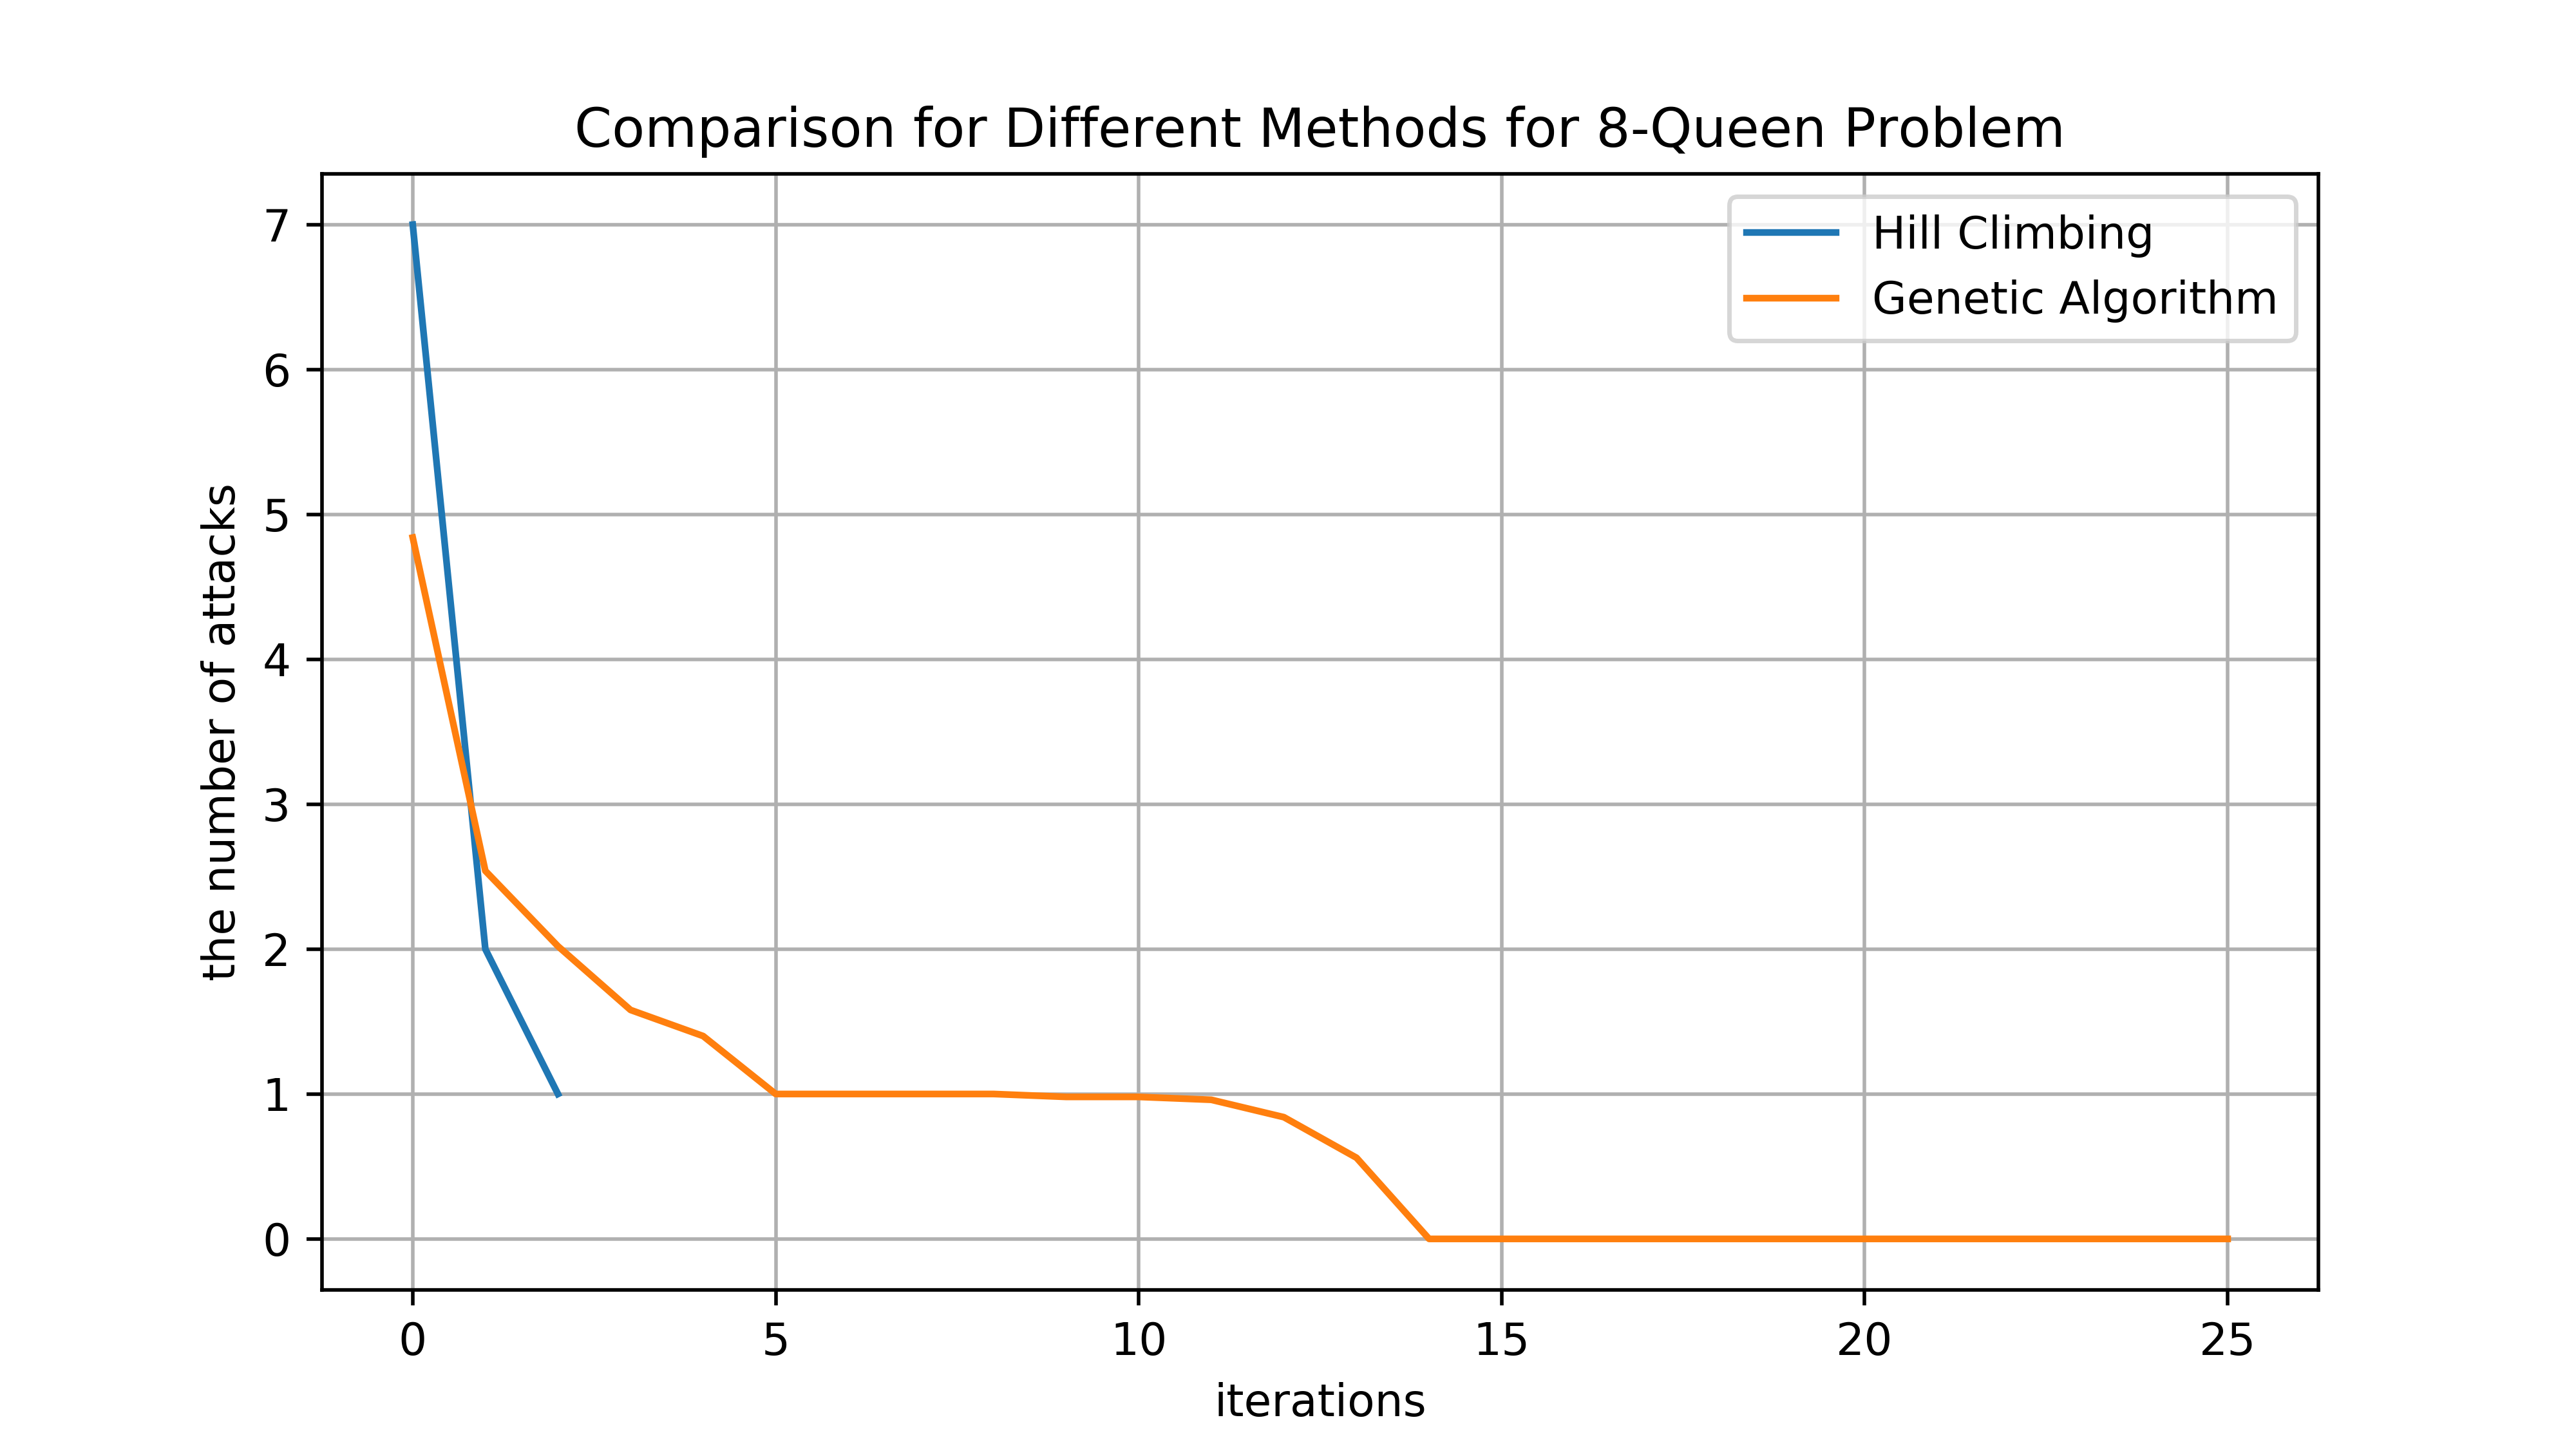 Comparison for Different Methods for 8-Queen Problem
Hill Climbing
Genetic Algorithm
the number of attacks
7
6
5
4
3
2
1
0
0 5 10 15 20 25
iterations